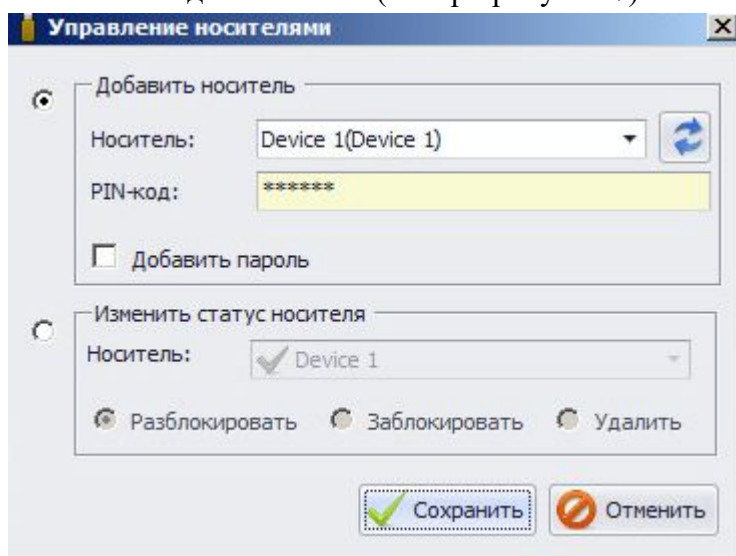 Управление носителями
Добавить носитель
Носитель: Device 1(Device 1)
PIN-код: ******
Добавить пароль
Изменить статус носителя
Носитель: Device 1
Разблокировать Заблокировать Удалить
Сохранить Отменить